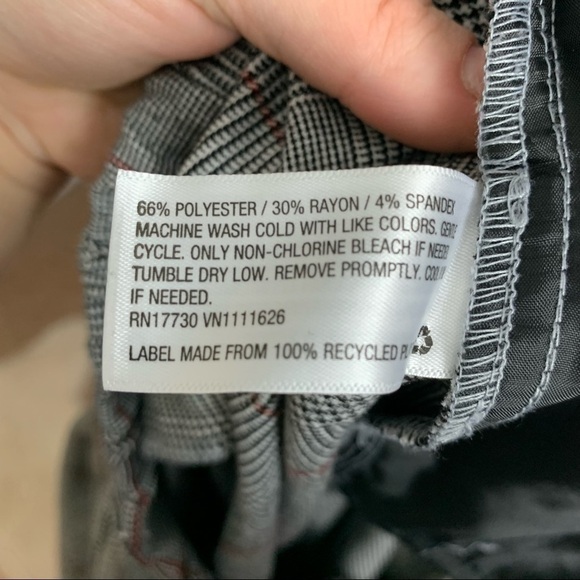 66% POLYESTER / 30% RAYON / 4% SPANDEX
MACHINE WASH COLD WITH LIKE COLORS.
CYCLE. ONLY NON-CHLORINE BLEACH IF
TUMBLE DRY LOW. REMOVE PROMPTLY.
IF NEEDED.
RN17730 VN1111626
LABEL MADE FROM 100% RECYCLED